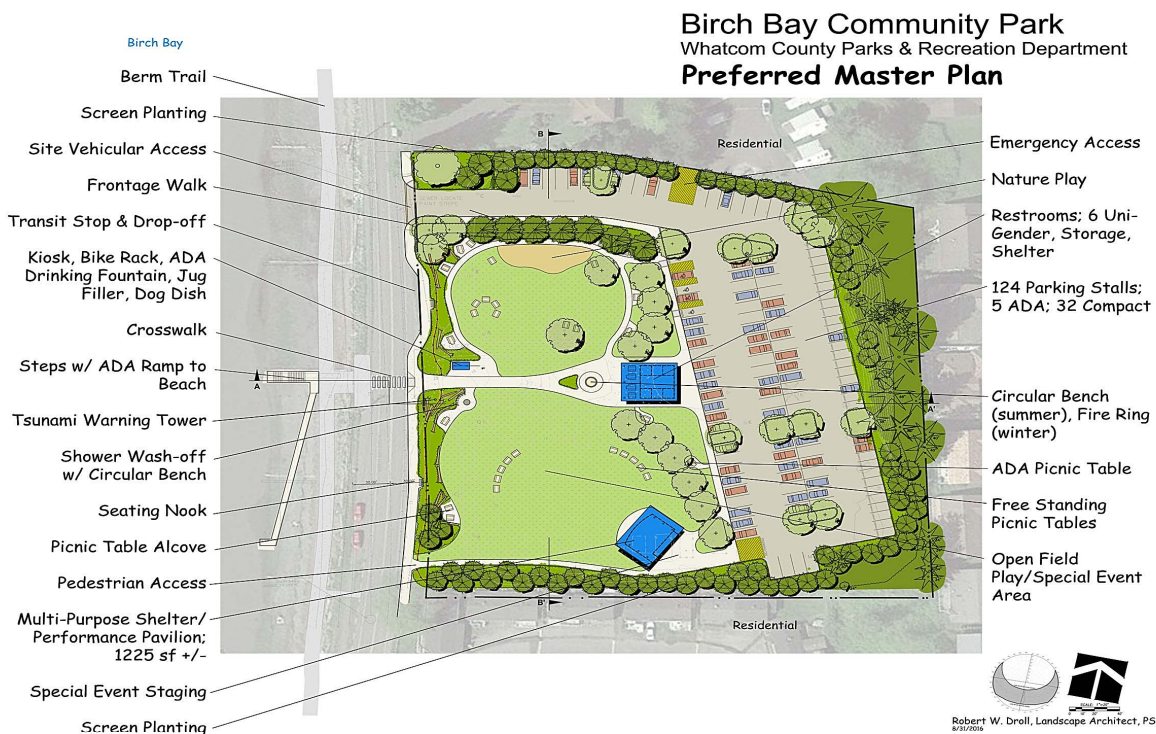 Birch Bay Community Park
Whatcom County Parks & Recreation Department
Preferred Master Plan
Birch Bay
Berm Trail
Screen Planting
Site Vehicular Access
Frontage Walk
Transit Stop & Drop-off
Kiosk, Bike Rack, ADA
Drinking Fountain, Jug
Filler, Dog Dish
Crosswalk
Steps w/ ADA Ramp to
Beach
Tsunami Warning Tower
Shower Wash-off
w/ Circular Bench
Seating Nook
Picnic Table Alcove
Pedestrian Access
Multi-Purpose Shelter/
Performance Pavilion;
1225 sf +/-
Special Event Staging
Screen Planting
B
Residential
A
A'
B'
Residential
Emergency Access
Nature Play
Restrooms; 6 Uni-
Gender, Storage,
Shelter
124 Parking Stalls;
5 ADA; 32 Compact
Circular Bench
(summer), Fire Ring
(winter)
ADA Picnic Table
Free Standing
Picnic Tables
Open Field
Play/Special Event
Area
Robert W. Droll, Landscape Architect, PS
8/31/2016